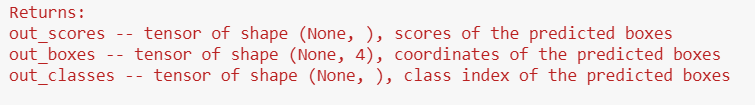 Returns:
out_scores -- tensor of shape (None, ), scores of the predicted boxes
out_boxes -- tensor of shape (None, 4), coordinates of the predicted boxes
out_classes -- tensor of shape (None, ), class index of the predicted boxes